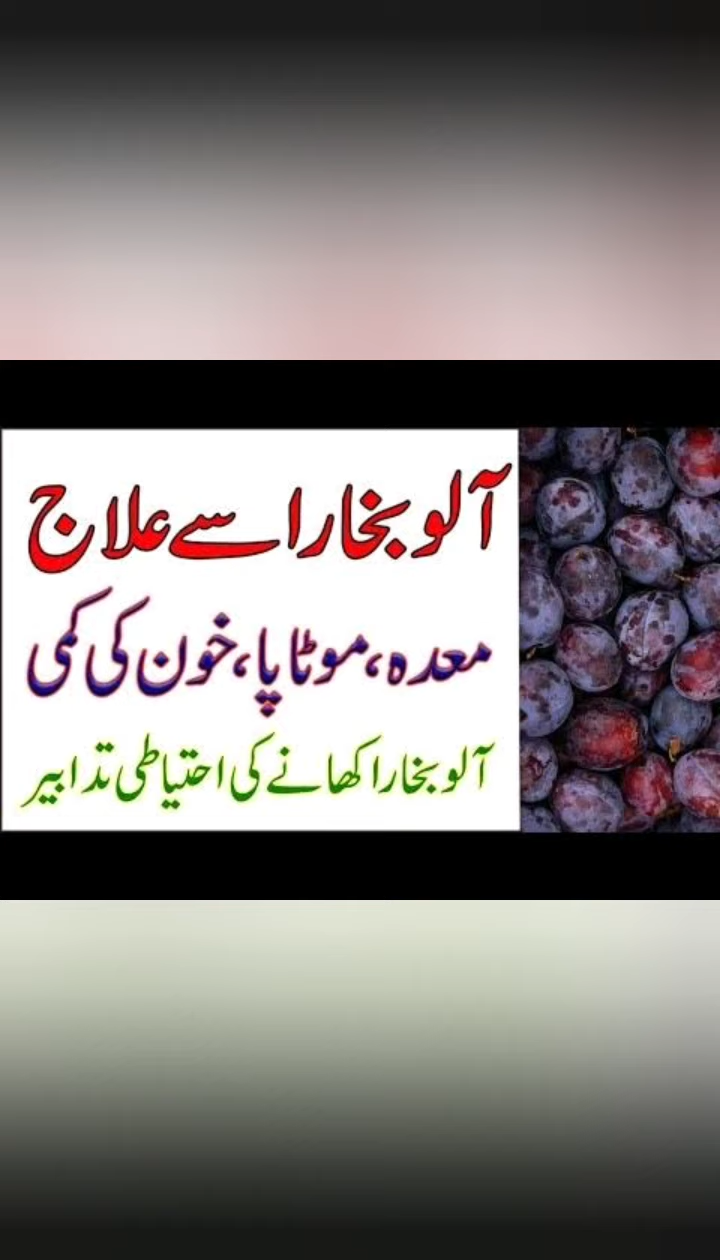 آلو بخارا سے علاج
معدہ، موٹاپا، خون کی کمی
آلو بخارا کھانے کی احتیاطی تدابیر